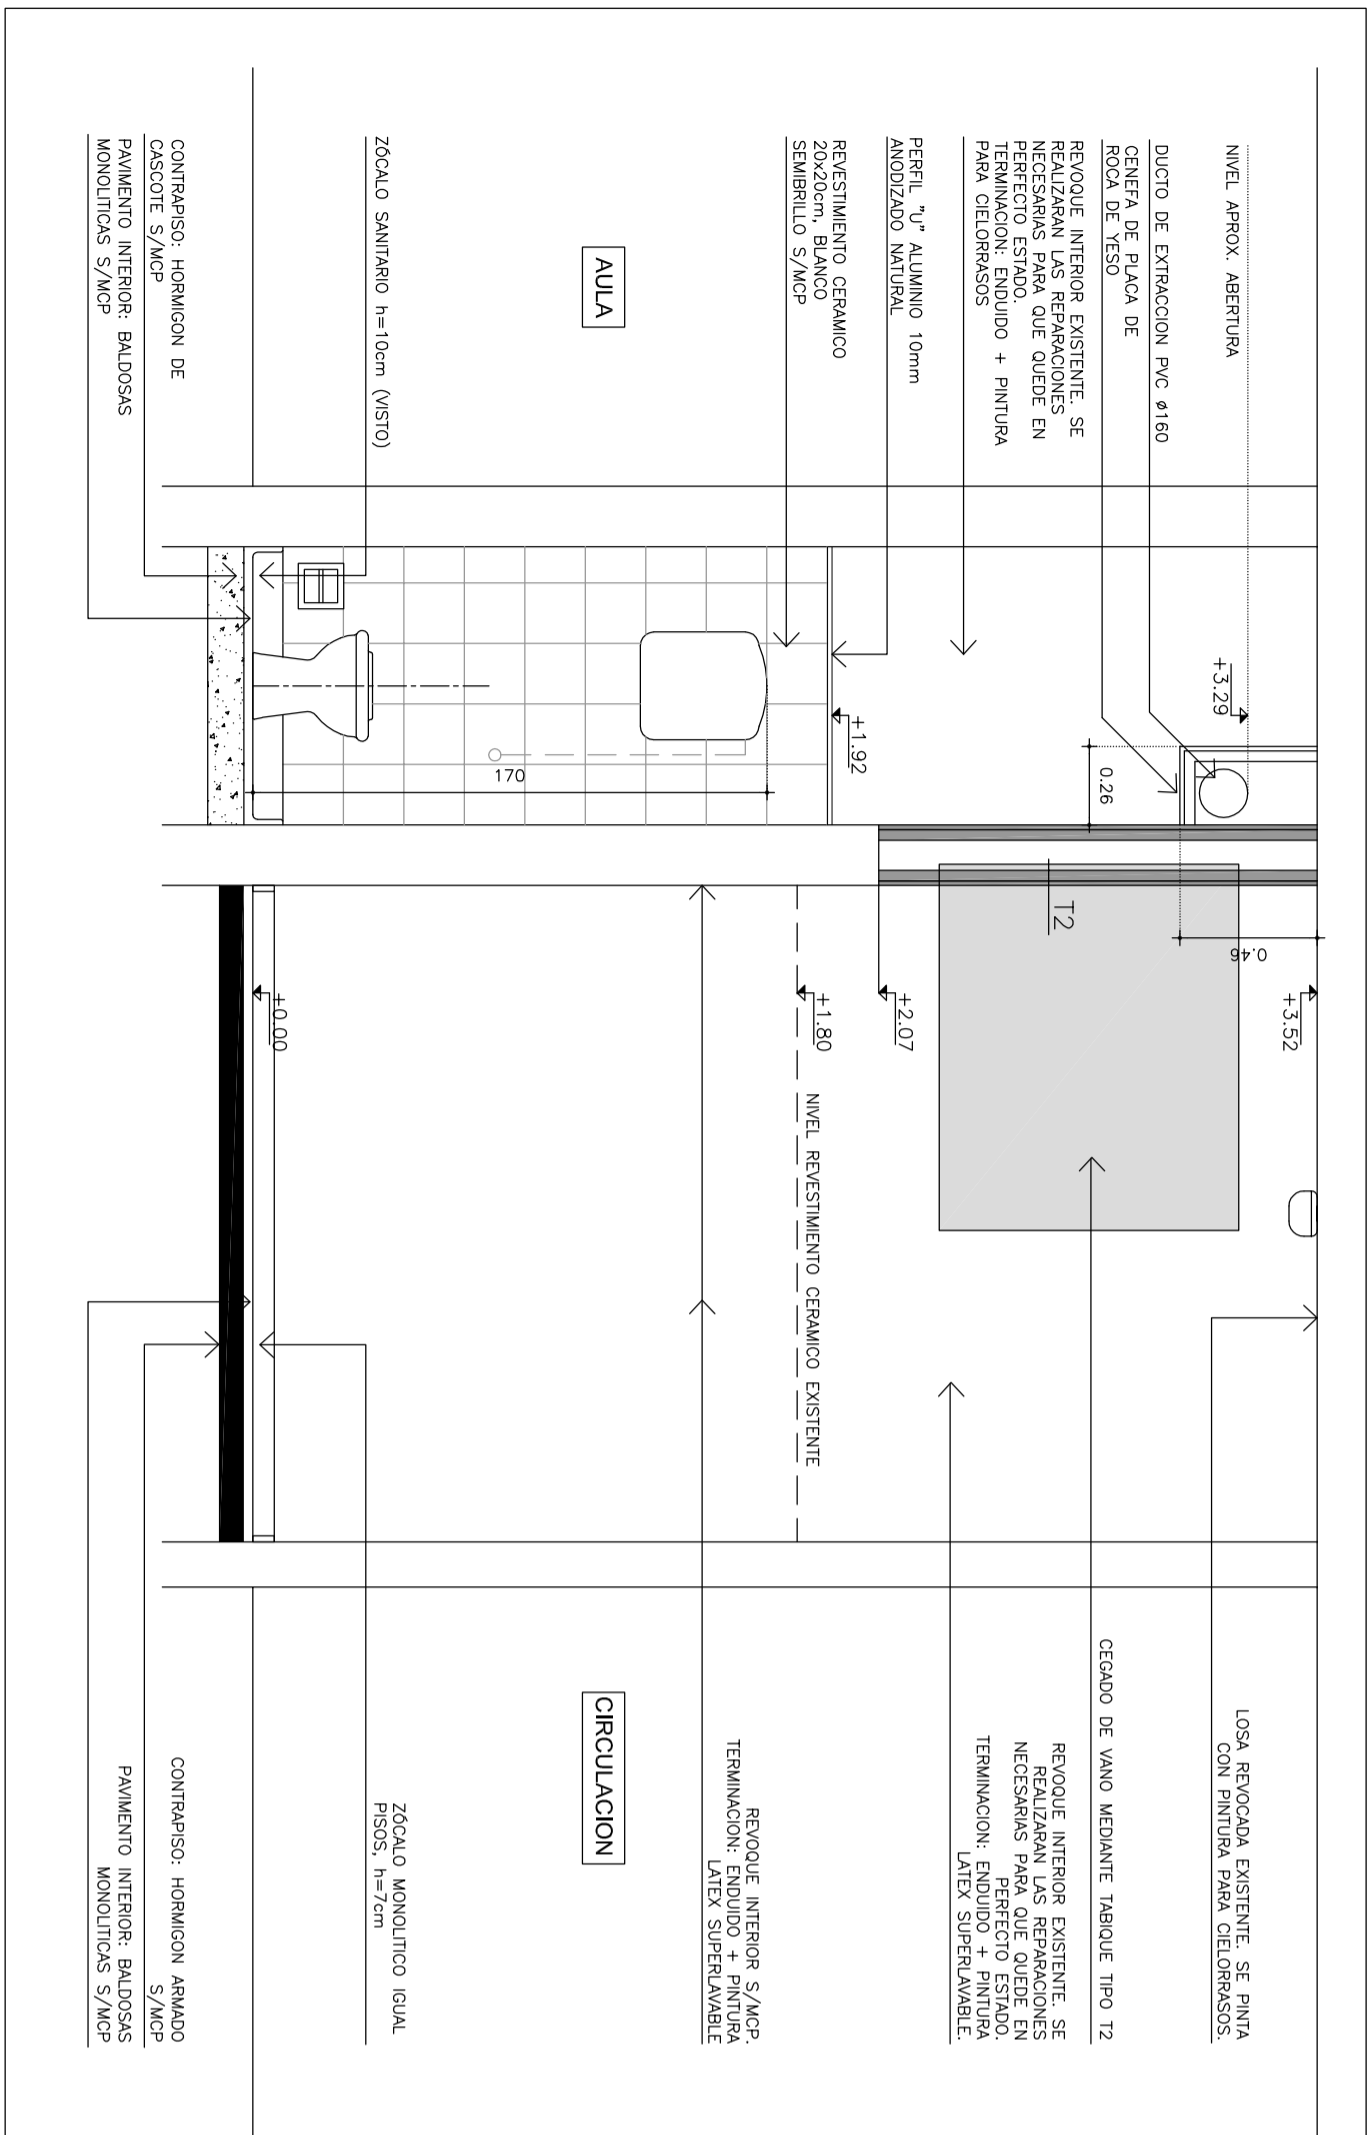 NIVEL APROX. ABERTURA
DUCTO DE EXTRACCION PVC ø160
CENEFA DE PLACA DE
ROCA DE YESO
REVOQUE INTERIOR EXISTENTE. SE
REALIZARAN LAS REPARACIONES
NECESARIAS PARA QUE QUEDE EN
PERFECTO ESTADO.
TERMINACION: ENDUIDO + PINTURA
PARA CIELORRASOS
PERFIL "U" ALUMINIO 10mm
ANODIZADO NATURAL
REVESTIMIENTO CERAMICO
20x20cm, BLANCO
SEMIBRILLO S/MCP
AULA
ZÓCALO SANITARIO h=10cm (VISTO)
CONTRAPISO: HORMIGON DE
CASCOTE S/MCP
PAVIMENTO INTERIOR: BALDOSAS
MONOLITICAS S/MCP
+3.29
0.26
+1.92
170
T2
0.46
+3.52
+2.07
+1.80
+0.00
NIVEL REVESTIMIENTO CERAMICO EXISTENTE
LOSA REVOCADA EXISTENTE. SE PINTA
CON PINTURA PARA CIELORRASOS.
CEGADO DE VANO MEDIANTE TABIQUE TIPO T2
REVOQUE INTERIOR EXISTENTE. SE
REALIZARAN LAS REPARACIONES
NECESARIAS PARA QUE QUEDE EN
PERFECTO ESTADO.
TERMINACION: ENDUIDO + PINTURA
LATEX SUPERLAVABLE.
REVOQUE INTERIOR S/MCP.
TERMINACION: ENDUIDO + PINTURA
LATEX SUPERLAVABLE
CIRCULACION
ZÓCALO MONOLITICO IGUAL
PISOS, h=7cm
CONTRAPISO: HORMIGON ARMADO
S/MCP
PAVIMENTO INTERIOR: BALDOSAS
MONOLITICAS S/MCP